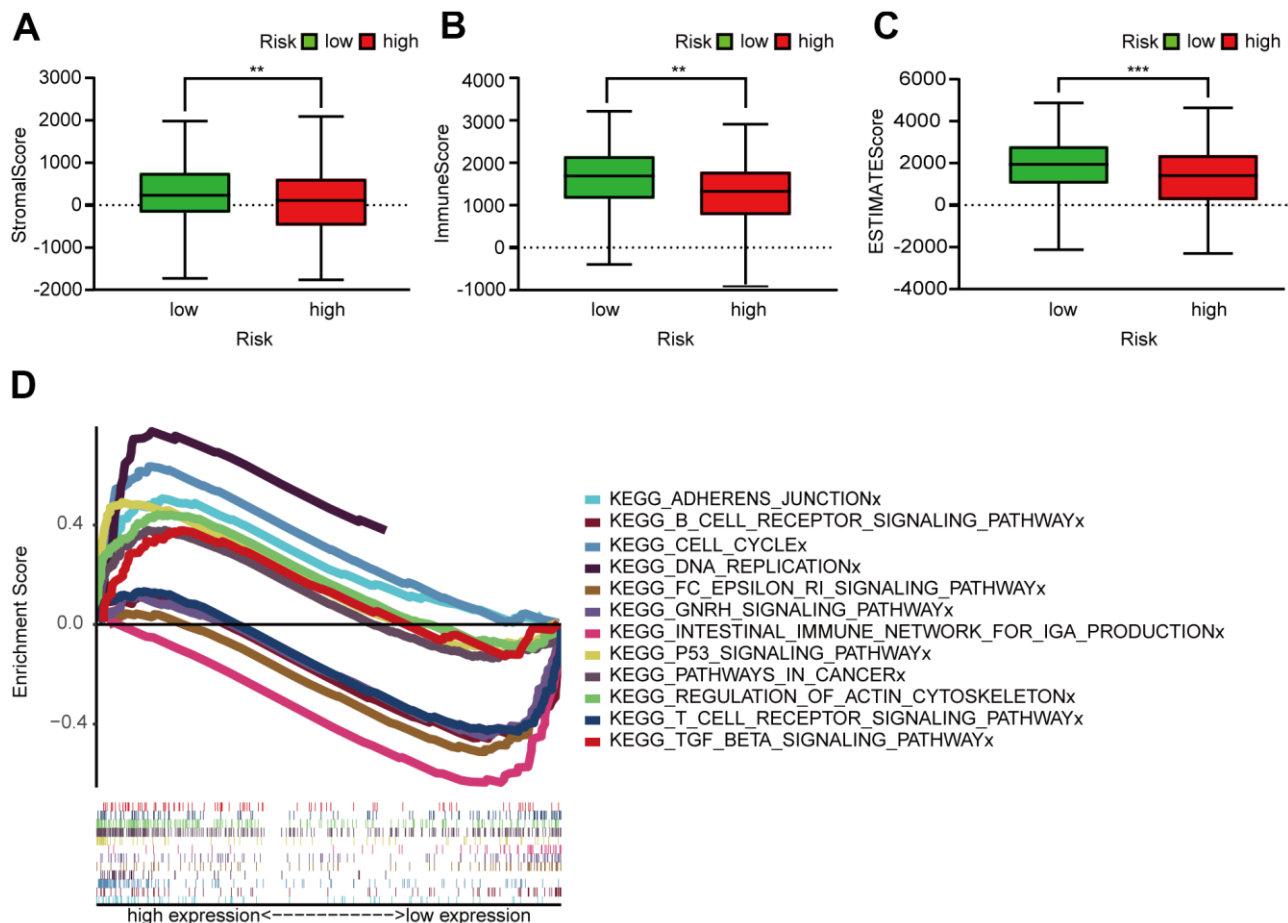 A
Risk low high
**
StromalScore
3000
2000
1000
0
-1000
-2000
low high
Risk
B
Risk low high
**
ImmuneScore
4000
3000
2000
1000
0
-1000
low high
Risk
C
Risk low high
***
ESTIMATEScore
6000
4000
2000
0
-2000
-4000
low high
Risk
D
Enrichment Score
0.4
0.0
−0.4
KEGG_ADHERENS_JUNCTIONx
KEGG_B_CELL_RECEPTOR_SIGNALING_PATHWAYx
KEGG_CELL_CYCLEx
KEGG_DNA_REPLICATIONx
KEGG_FC_EPSILON_RI_SIGNALING_PATHWAYx
KEGG_GNRH_SIGNALING_PATHWAYx
KEGG_INTESTINAL_IMMUNE_NETWORK_FOR_IGA_PRODUCTIONx
KEGG_P53_SIGNALING_PATHWAYx
KEGG_PATHWAYS_IN_CANCERx
KEGG_REGULATION_OF_ACTIN_CYTOSKELETONx
KEGG_T_CELL_RECEPTOR_SIGNALING_PATHWAYx
KEGG_TGF_BETA_SIGNALING_PATHWAYx
high expression<------------->low expression